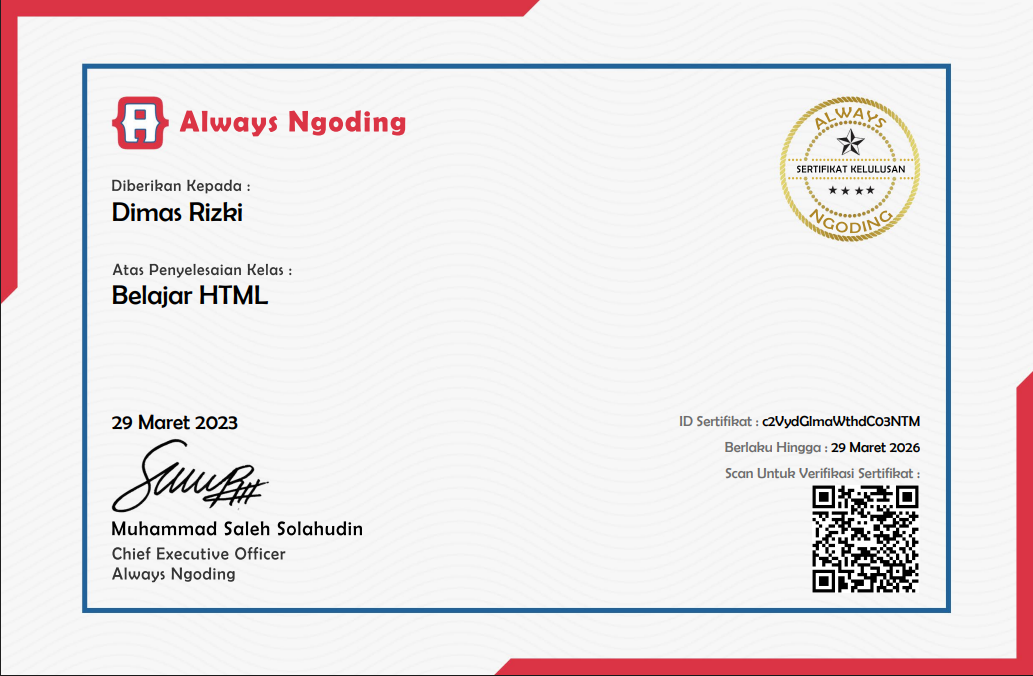 Always Ngoding
ALWAYS
SERTIFIKAT KELULUSAN
NGODING
Diberikan Kepada :
Dimas Rizki
Atas Penyelesaian Kelas :
Belajar HTML
29 Maret 2023
Muhammad Saleh Solahudin
Chief Executive Officer
Always Ngoding
ID Sertifikat : c2VydGlmaWthdC03NTM
Berlaku Hingga : 29 Maret 2026
Scan Untuk Verifikasi Sertifikat :